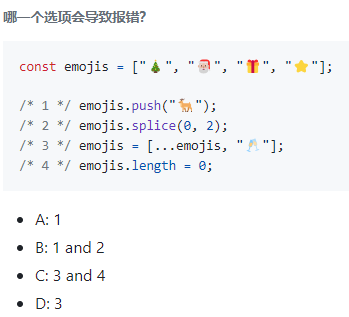 哪一个选项会导致报错？
const emojis = ["🎄", "🎅🏼", "🎁", "⭐"];
/* 1 */ emojis.push("🦌");
/* 2 */ emojis.splice(0, 2);
/* 3 */ emojis = [...emojis, "🥂"];
/* 4 */ emojis.length = 0;
A: 1
B: 1 and 2
C: 3 and 4
D: 3